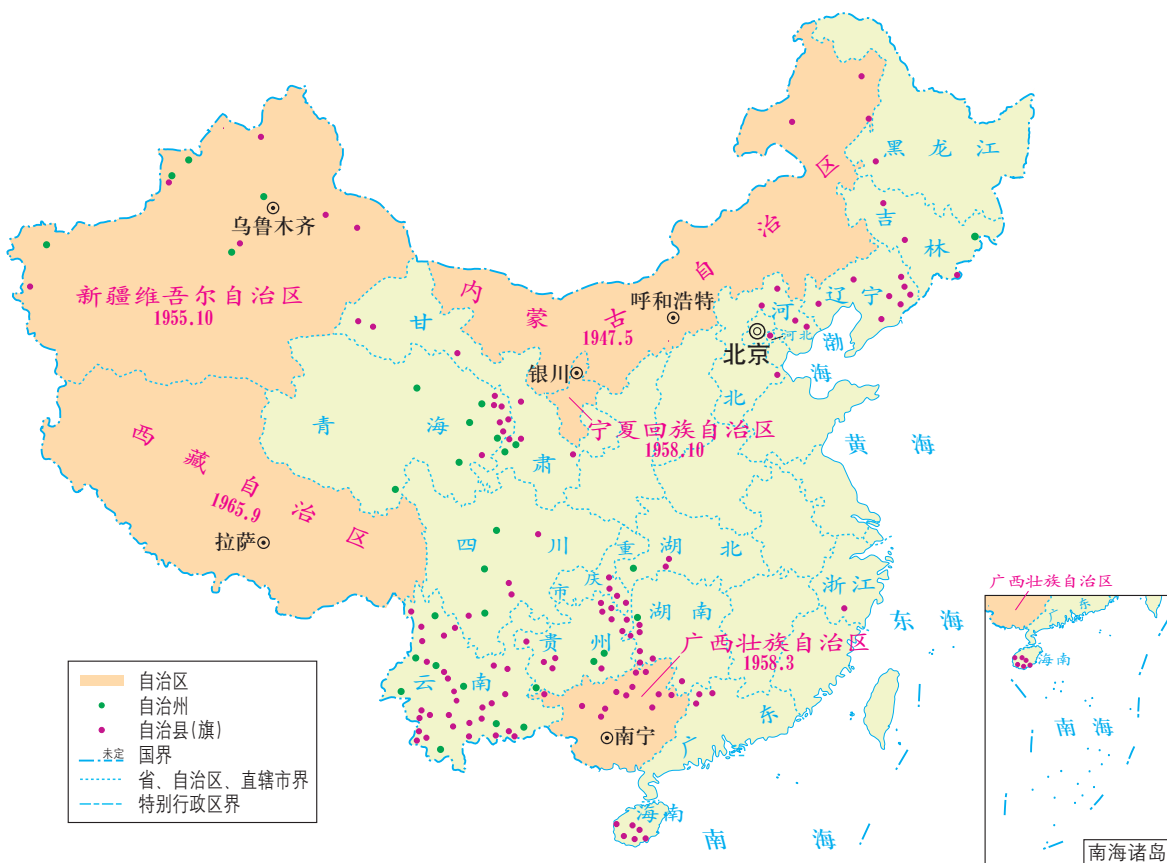 黑龙江
吉林
辽宁
内蒙古自治区
1947.5
呼和浩特
乌鲁木齐
新疆维吾尔自治区
1955.10
甘肃
河北
河北
北京
渤海
银川
宁夏回族自治区
1958.10
青海
黄海
西藏自治区
1965.9
拉萨
四川
重庆市
湖北
浙江
湖南
贵州
东海
广西壮族自治区
1958.3
云南
南宁
广东
海南
南海
自治区
自治州
自治县(旗)
未定
国界
省、自治区、直辖市界
特别行政区界
广西壮族自治区
广东
海南
南海
南海诸岛